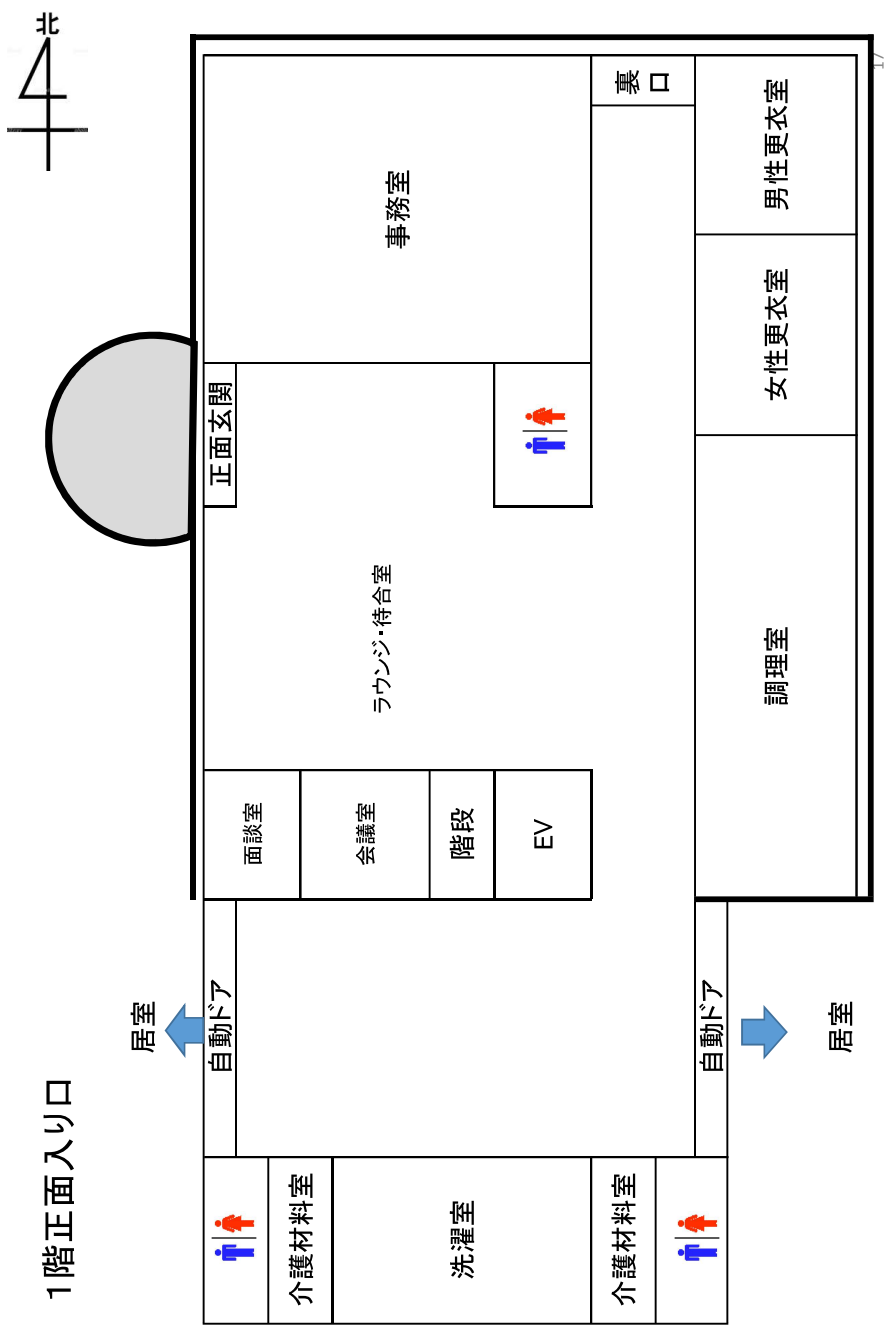 1階正面入り口
北
17
居室
自動ドア
面談室
会議室
階段
EV
ラウンジ・待合室
正面玄関
事務室
裏口
男性更衣室
女性更衣室
調理室
自動ドア
居室
介護材料室
洗濯室
介護材料室